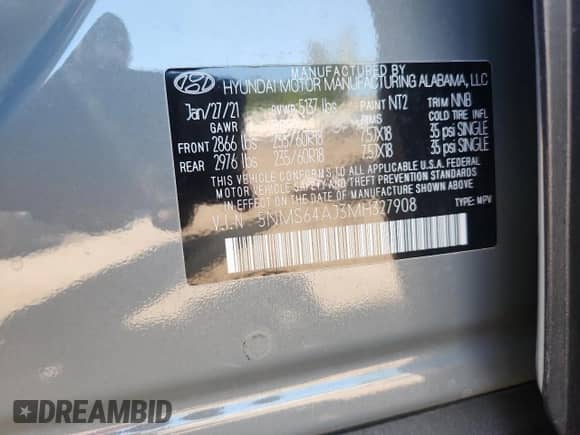 MANUFACTURED BY
HYUNDAI MOTOR MANUFACTURING ALABAMA, LLC
Jan/27/21 GVWR 5137 lbs PAINT NT2 TRIM NNB
GAWR RIMS COLD TIRE INFL
FRONT 2866 lbs 235/60R18 7.5X18 35 psi SINGLE
REAR 2976 lbs 235/60R18 7.5X18 35 psi SINGLE
THIS VEHICLE CONFORMS TO ALL APPLICABLE U.S.A. FEDERAL
MOTOR VEHICLE SAFETY, BUMPER, AND THEFT PREVENTION STANDARDS
IN EFFECT ON THE DATE OF MANUFACTURE SHOWN ABOVE.
V.I.N : 5NMS64AJ3MH327908
TYPE: MPV
DREAMBID